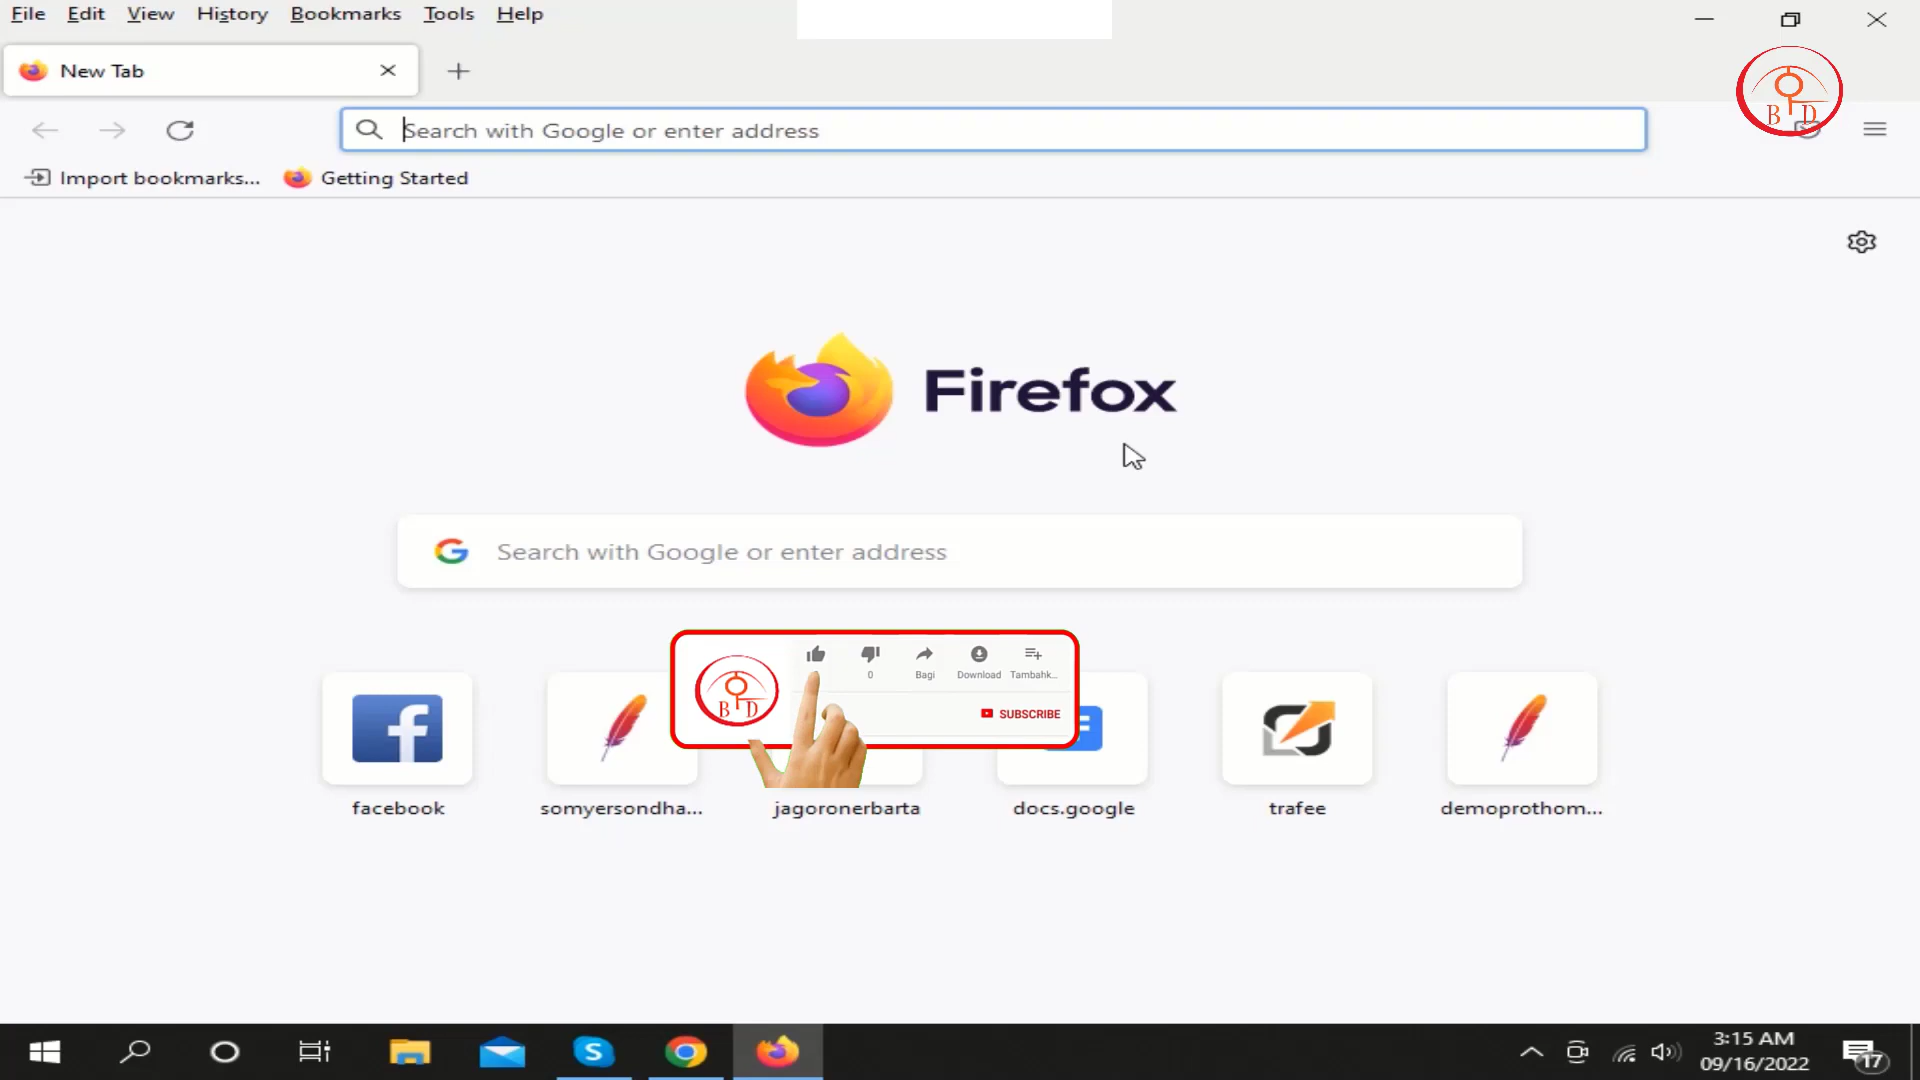 File Edit View History Bookmarks Tools Help
New Tab
Search with Google or enter address
Import bookmarks... Getting Started
B D
Firefox
Search with Google or enter address
0 Bagi Download Tambahk...
B D
SUBSCRIBE
facebook somyersondha... jagoronerbarta docs.google trafee demoprothom...
3:15 AM
09/16/2022
17